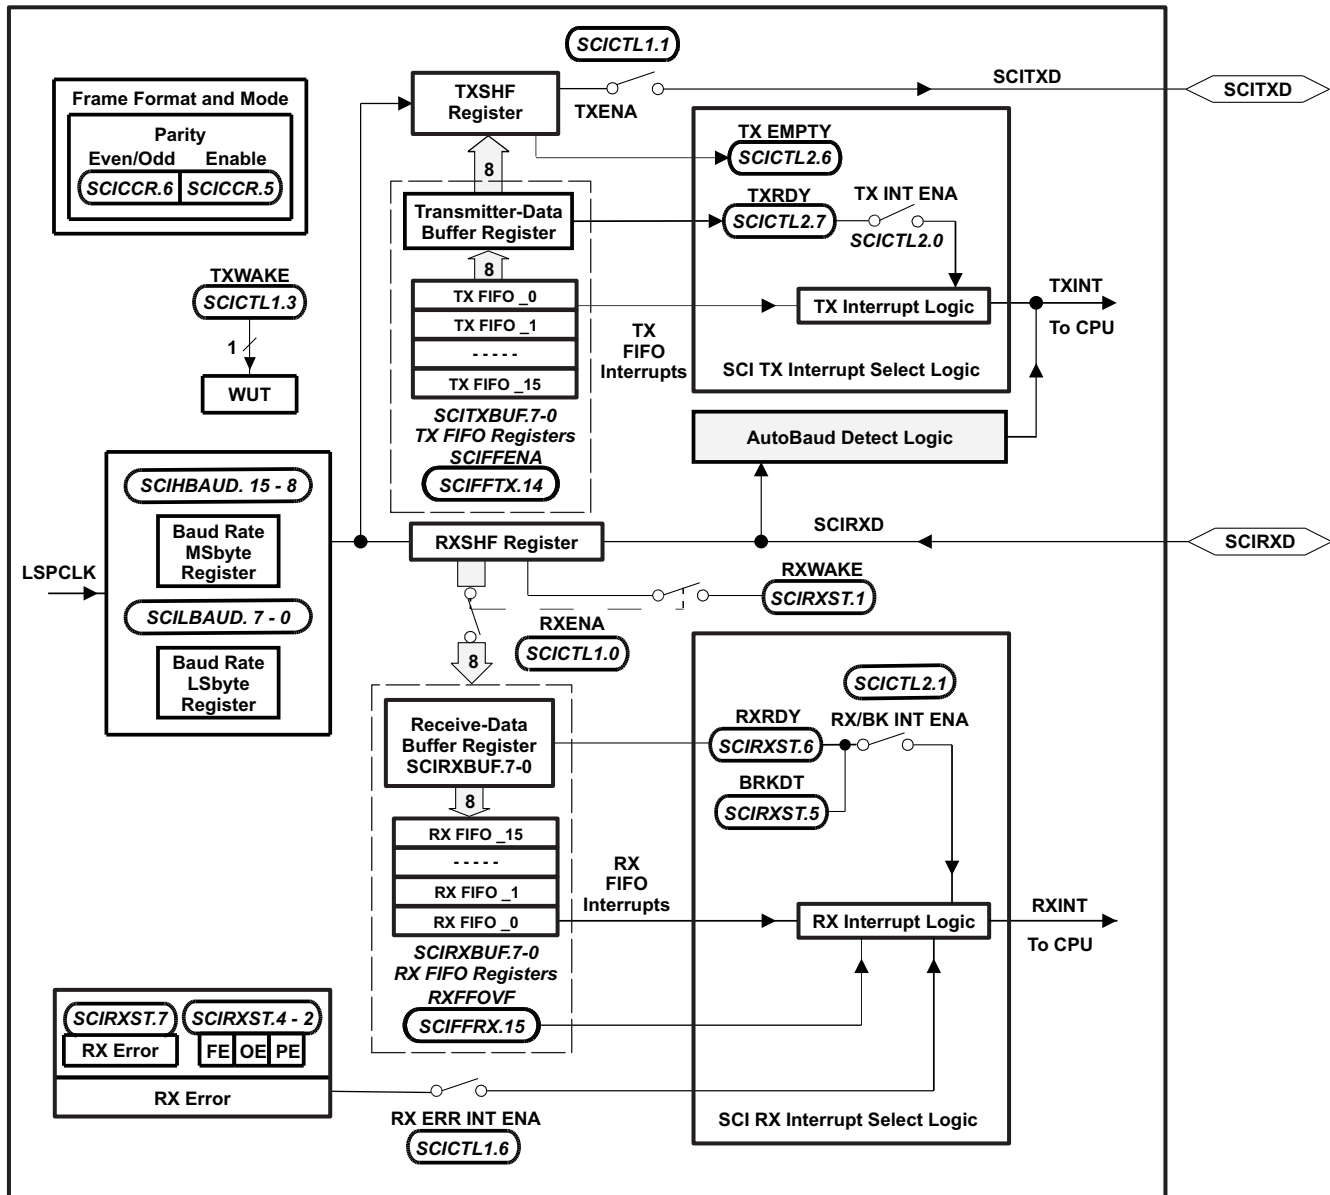 SCICTL1.1
Frame Format and Mode
Parity
Even/Odd Enable
SCICCR.6 SCICCR.5
TXSHF
Register
TXENA
SCITXD
SCITXD
8
TX EMPTY
SCICTL2.6
Transmitter-Data
Buffer Register
TXRDY
SCICTL2.7
TX INT ENA
SCICTL2.0
8
TXWAKE
SCICTL1.3
1
WUT
TX FIFO _0
TX FIFO _1
- - - - -
TX FIFO _15
TX
FIFO
Interrupts
TX Interrupt Logic
TXINT
To CPU
SCI TX Interrupt Select Logic
SCITXBUF.7-0
TX FIFO Registers
SCIFFENA
SCIFFTX.14
AutoBaud Detect Logic
LSPCLK
SCIHBAUD. 15 - 8
Baud Rate
MSbyte
Register
SCILBAUD. 7 - 0
Baud Rate
LSbyte
Register
RXSHF Register
SCIRXD
SCIRXD
RXWAKE
SCIRXST.1
RXENA
SCICTL1.0
8
SCICTL2.1
Receive-Data
Buffer Register
SCIRXBUF.7-0
RXRDY
SCIRXST.6
RX/BK INT ENA
BRKDT
SCIRXST.5
8
RX FIFO _15
- - - - -
RX FIFO _1
RX FIFO _0
RX
FIFO
Interrupts
RX Interrupt Logic
RXINT
To CPU
SCIRXBUF.7-0
RX FIFO Registers
RXFFOVF
SCIFFRX.15
SCIRXST.7 SCIRXST.4 - 2
RX Error FE OE PE
RX Error
RX ERR INT ENA
SCICTL1.6
SCI RX Interrupt Select Logic